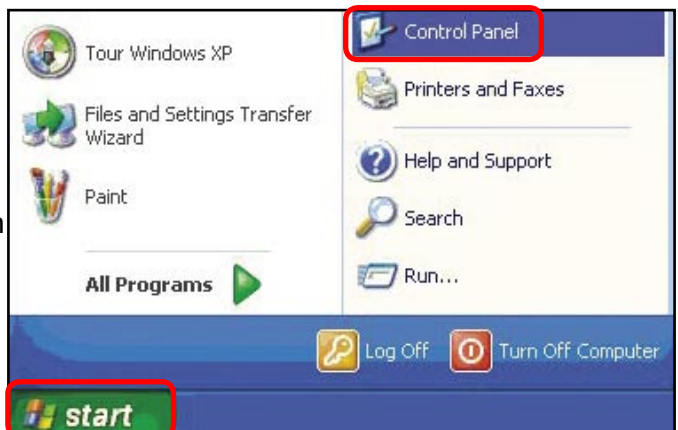 Tour Windows XP
Files and Settings Transfer
Wizard
Paint
All Programs
Control Panel
Printers and Faxes
Help and Support
Search
Run...
Log Off
Turn Off Computer
start